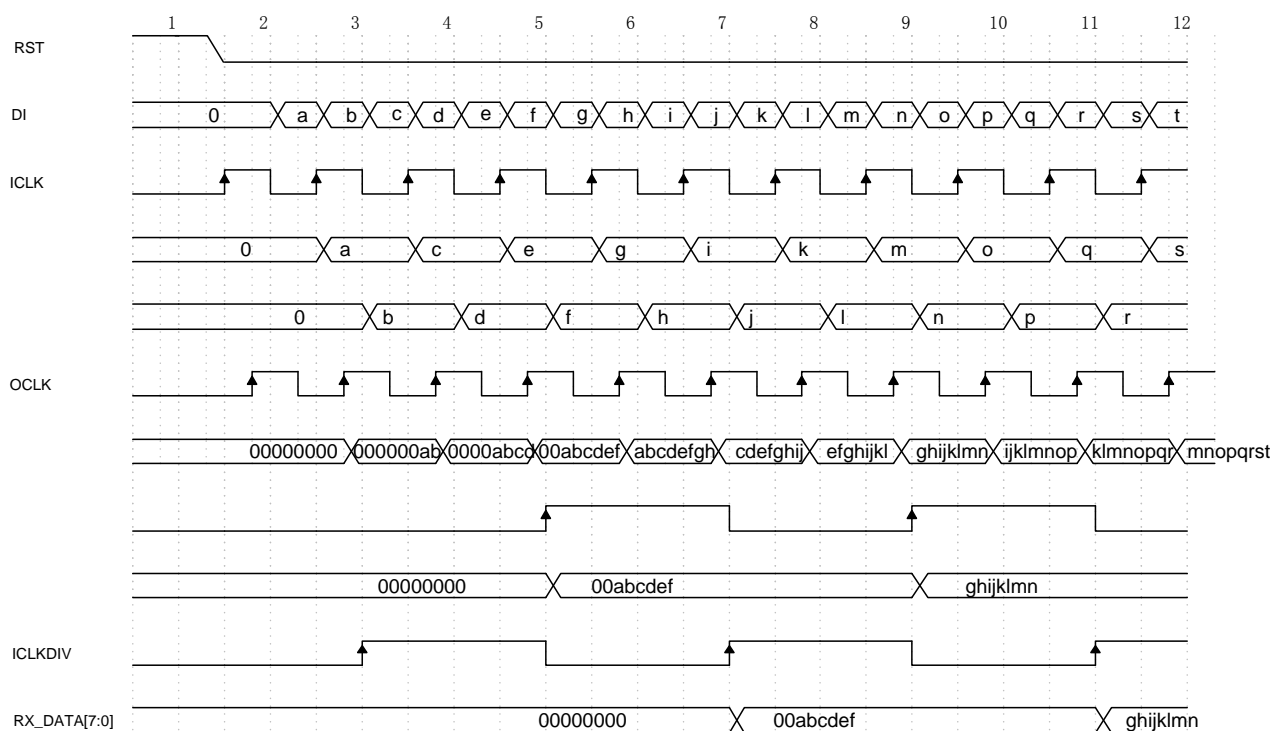 1 2 3 4 5 6 7 8 9 10 11 12
RST
DI 0 a b c d e f g h i j k l m n o p q r s t
ICLK
0 a c e g i k m o q s
0 b d f h j l n p r
OCLK
00000000 000000ab 0000abcd 00abcdef abcdefgh cdefghij efghijkl ghijklmn ijklmnop klmnopqr mnopqrst
00000000 00abcdef ghijklmn
ICLKDIV
RX_DATA[7:0] 00000000 00abcdef ghijklmn